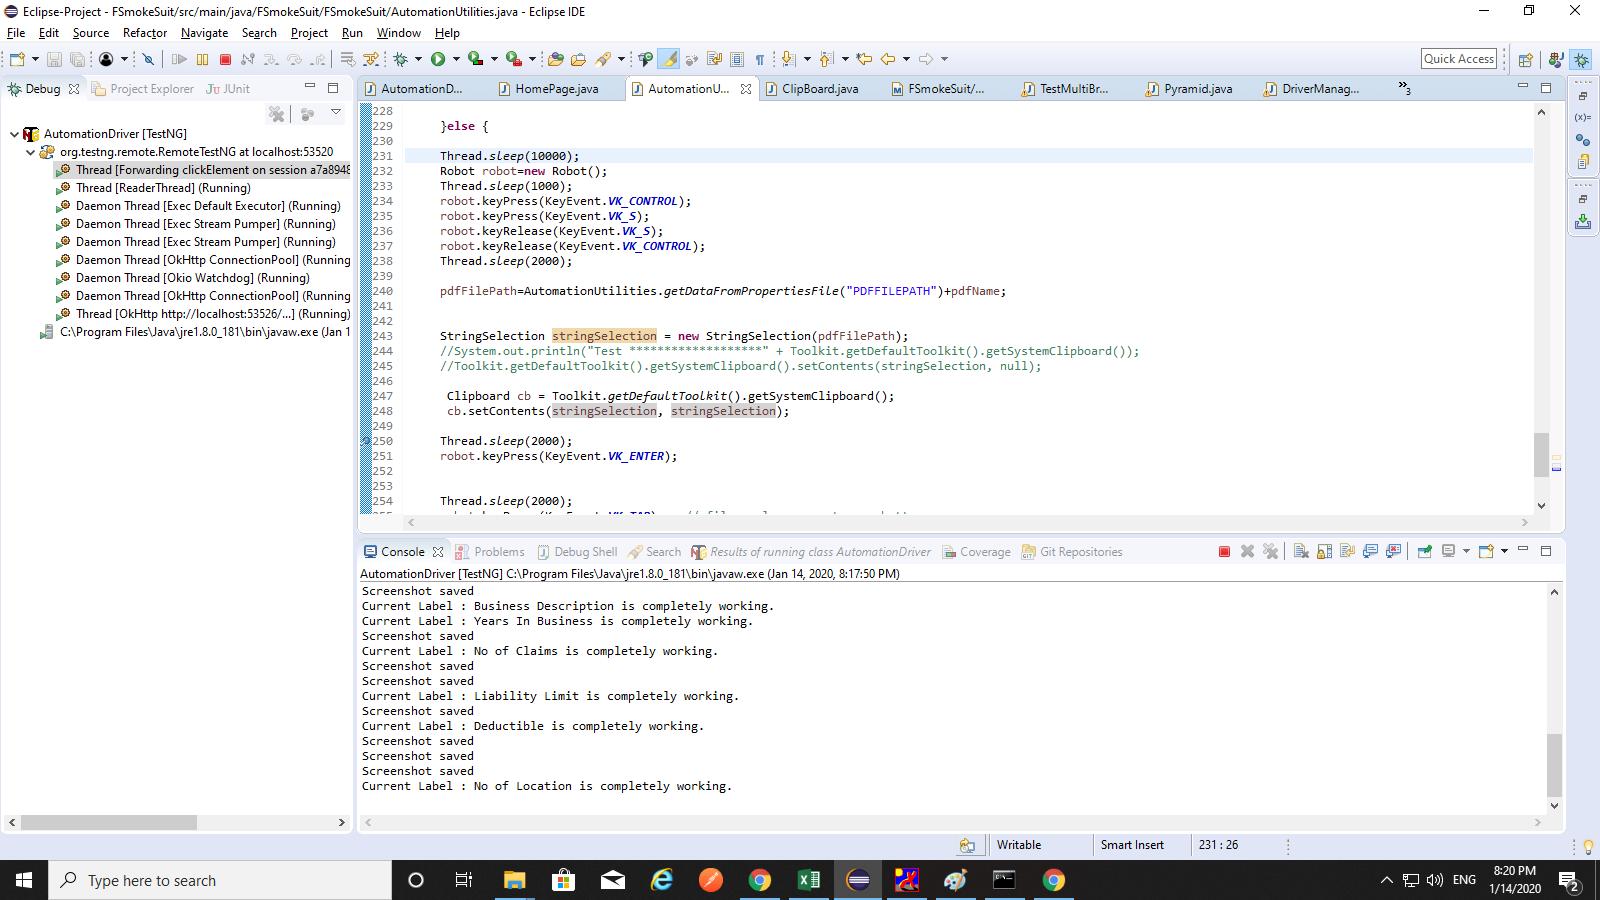 Eclipse-Project - FSmokeSuit/src/main/java/FSmokeSuit/FSmokeSuit/AutomationUtilities.java - Eclipse IDE
File Edit Source Refactor Navigate Search Project Run Window Help
Quick Access
Debug Project Explorer JUnit
AutomationD... HomePage.java AutomationU... ClipBoard.java FSmokeSuit/... TestMultiBr... Pyramid.java DriverManag... »3
AutomationDriver [TestNG]
org.testng.remote.RemoteTestNG at localhost:53520
Thread [Forwarding clickElement on session a7a8948
Thread [ReaderThread] (Running)
Daemon Thread [Exec Default Executor] (Running)
Daemon Thread [Exec Stream Pumper] (Running)
Daemon Thread [Exec Stream Pumper] (Running)
Daemon Thread [OkHttp ConnectionPool] (Running
Daemon Thread [Okio Watchdog] (Running)
Daemon Thread [OkHttp ConnectionPool] (Running
Thread [OkHttp http://localhost:53526/...] (Running)
C:\Program Files\Java\jre1.8.0_181\bin\javaw.exe (Jan 1
228
229 }else {
230
231 Thread.sleep(10000);
232 Robot robot=new Robot();
233 Thread.sleep(1000);
234 robot.keyPress(KeyEvent.VK_CONTROL);
235 robot.keyPress(KeyEvent.VK_S);
236 robot.keyRelease(KeyEvent.VK_S);
237 robot.keyRelease(KeyEvent.VK_CONTROL);
238 Thread.sleep(2000);
239
240 pdfFilePath=AutomationUtilities.getDataFromPropertiesFile("PDFFILEPATH")+pdfName;
241
242
243 StringSelection stringSelection = new StringSelection(pdfFilePath);
244 //System.out.println("Test *******************" + Toolkit.getDefaultToolkit().getSystemClipboard());
245 //Toolkit.getDefaultToolkit().getSystemClipboard().setContents(stringSelection, null);
246
247 Clipboard cb = Toolkit.getDefaultToolkit().getSystemClipboard();
248 cb.setContents(stringSelection, stringSelection);
249
250 Thread.sleep(2000);
251 robot.keyPress(KeyEvent.VK_ENTER);
252
253
254 Thread.sleep(2000);
Console Problems Debug Shell Search Results of running class AutomationDriver Coverage Git Repositories
AutomationDriver [TestNG] C:\Program Files\Java\jre1.8.0_181\bin\javaw.exe (Jan 14, 2020, 8:17:50 PM)
Screenshot saved
Current Label : Business Description is completely working.
Current Label : Years In Business is completely working.
Screenshot saved
Current Label : No of Claims is completely working.
Screenshot saved
Screenshot saved
Current Label : Liability Limit is completely working.
Screenshot saved
Current Label : Deductible is completely working.
Screenshot saved
Screenshot saved
Screenshot saved
Current Label : No of Location is completely working.
Writable Smart Insert 231 : 26
Type here to search
ENG
8:20 PM
1/14/2020
2